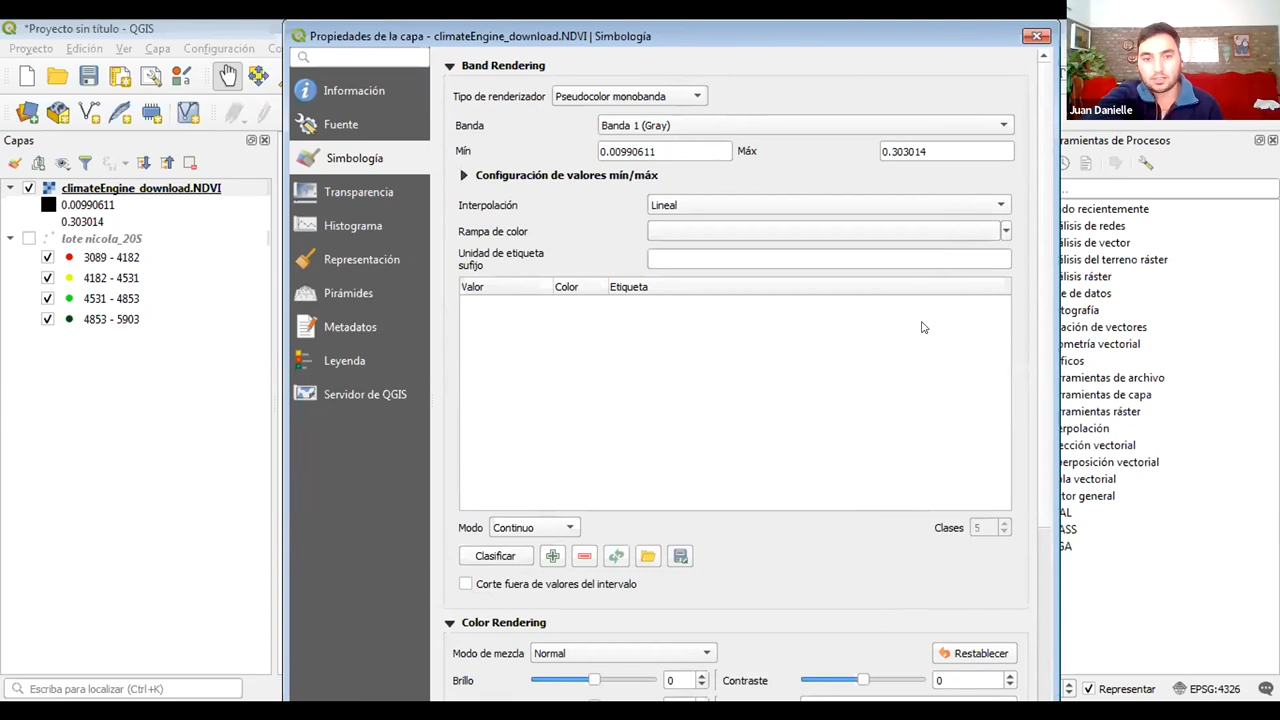 *Proyecto sin título - QGIS
Proyecto Edición Ver Capa Configuración
Capas
climateEngine_download.NDVI
0.00990611
0.303014
lote nicola_20S
3089 - 4182
4182 - 4531
4531 - 4853
4853 - 5903
Escriba para localizar (Ctrl+K)
Propiedades de la capa - climateEngine_download.NDVI | Simbología
Información
Fuente
Simbología
Transparencia
Histograma
Representación
Pirámides
Metadatos
Leyenda
Servidor de QGIS
Band Rendering
Tipo de renderizador Pseudocolor monobanda
Banda Banda 1 (Gray)
Mín 0.00990611 Máx 0.303014
Configuración de valores mín/máx
Interpolación Lineal
Rampa de color
Unidad de etiqueta
sufijo
Valor Color Etiqueta
Modo Continuo Clases 5
Clasificar
Corte fuera de valores del intervalo
Color Rendering
Modo de mezcla Normal Restablecer
Brillo 0 Contraste 0
Juan Danielle
ramientas de Procesos
do recientemente
álisis de redes
álisis de vector
álisis del terreno ráster
álisis ráster
e de datos
tografía
ación de vectores
ometría vectorial
ficos
rramientas de archivo
rramientas de capa
rramientas ráster
erpolación
ección vectorial
perposición vectorial
la vectorial
tor general
AL
ASS
GA
Representar EPSG:4326